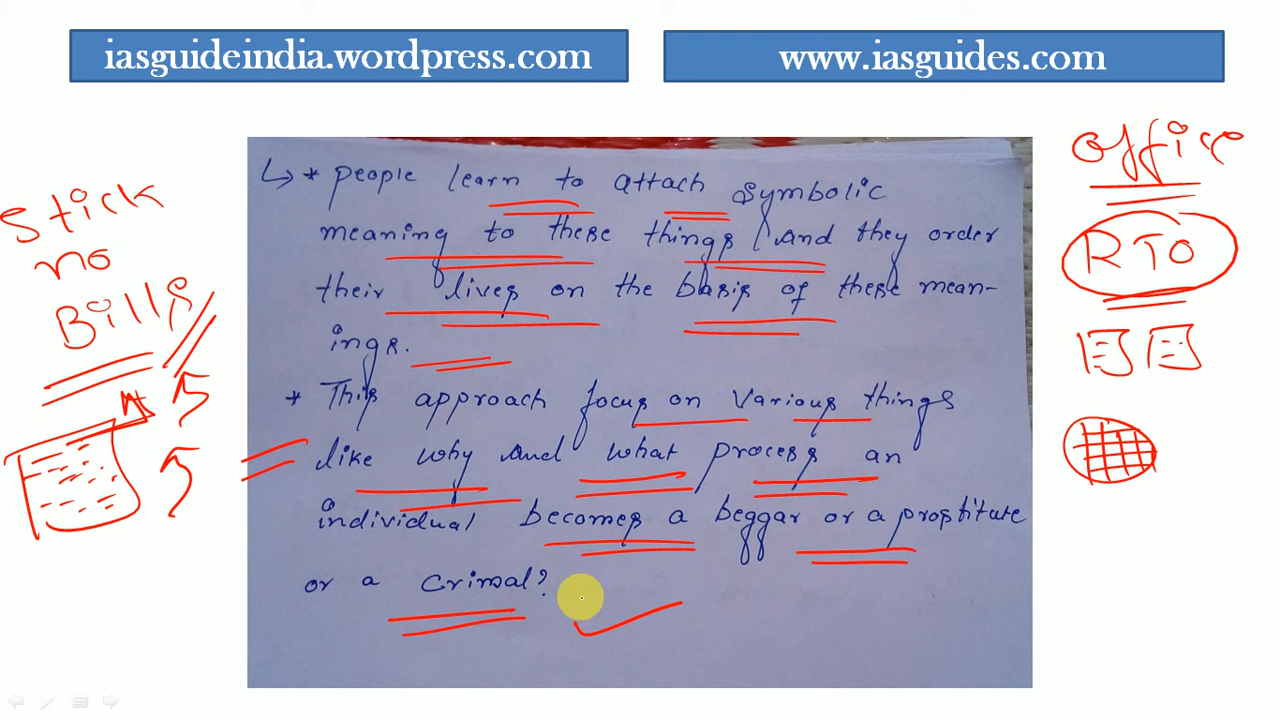 iasguideindia.wordpress.com
www.iasguides.com
Stick
no
Bills
↳ * people learn to attach symbolic
meaning to these things and they order
their lives on the basis of these mean-
ings.
* This approach focus on various things
like why and what process an
individual becomes a beggar or a prostitute
or a crimal?
office
RTO